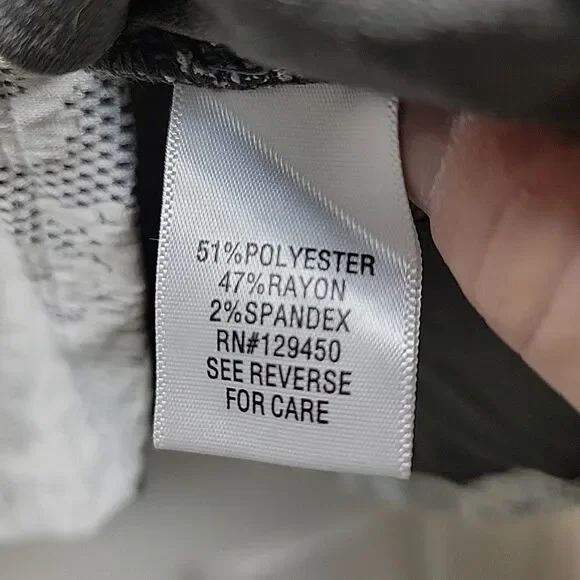 51%POLYESTER
47%RAYON
2%SPANDEX
RN#129450
SEE REVERSE
FOR CARE